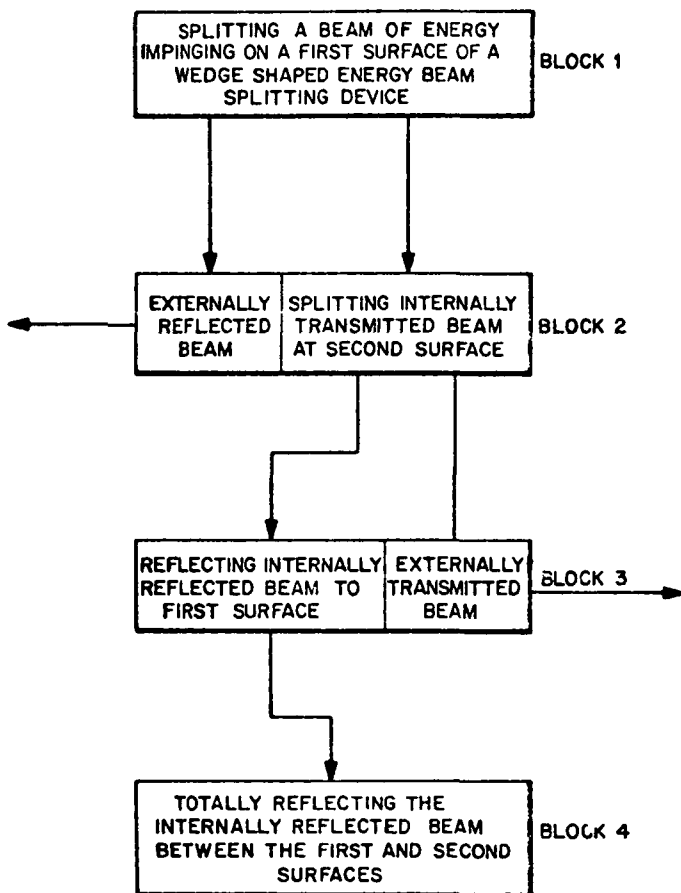 SPLITTING A BEAM OF ENERGY
IMPINGING ON A FIRST SURFACE OF A
WEDGE SHAPED ENERGY BEAM
SPLITTING DEVICE
BLOCK 1
EXTERNALLY
REFLECTED
BEAM
SPLITTING INTERNALLY
TRANSMITTED BEAM
AT SECOND SURFACE
BLOCK 2
REFLECTING INTERNALLY
REFLECTED BEAM TO
FIRST SURFACE
EXTERNALLY
TRANSMITTED
BEAM
BLOCK 3
TOTALLY REFLECTING THE
INTERNALLY REFLECTED BEAM
BETWEEN THE FIRST AND SECOND
SURFACES
BLOCK 4